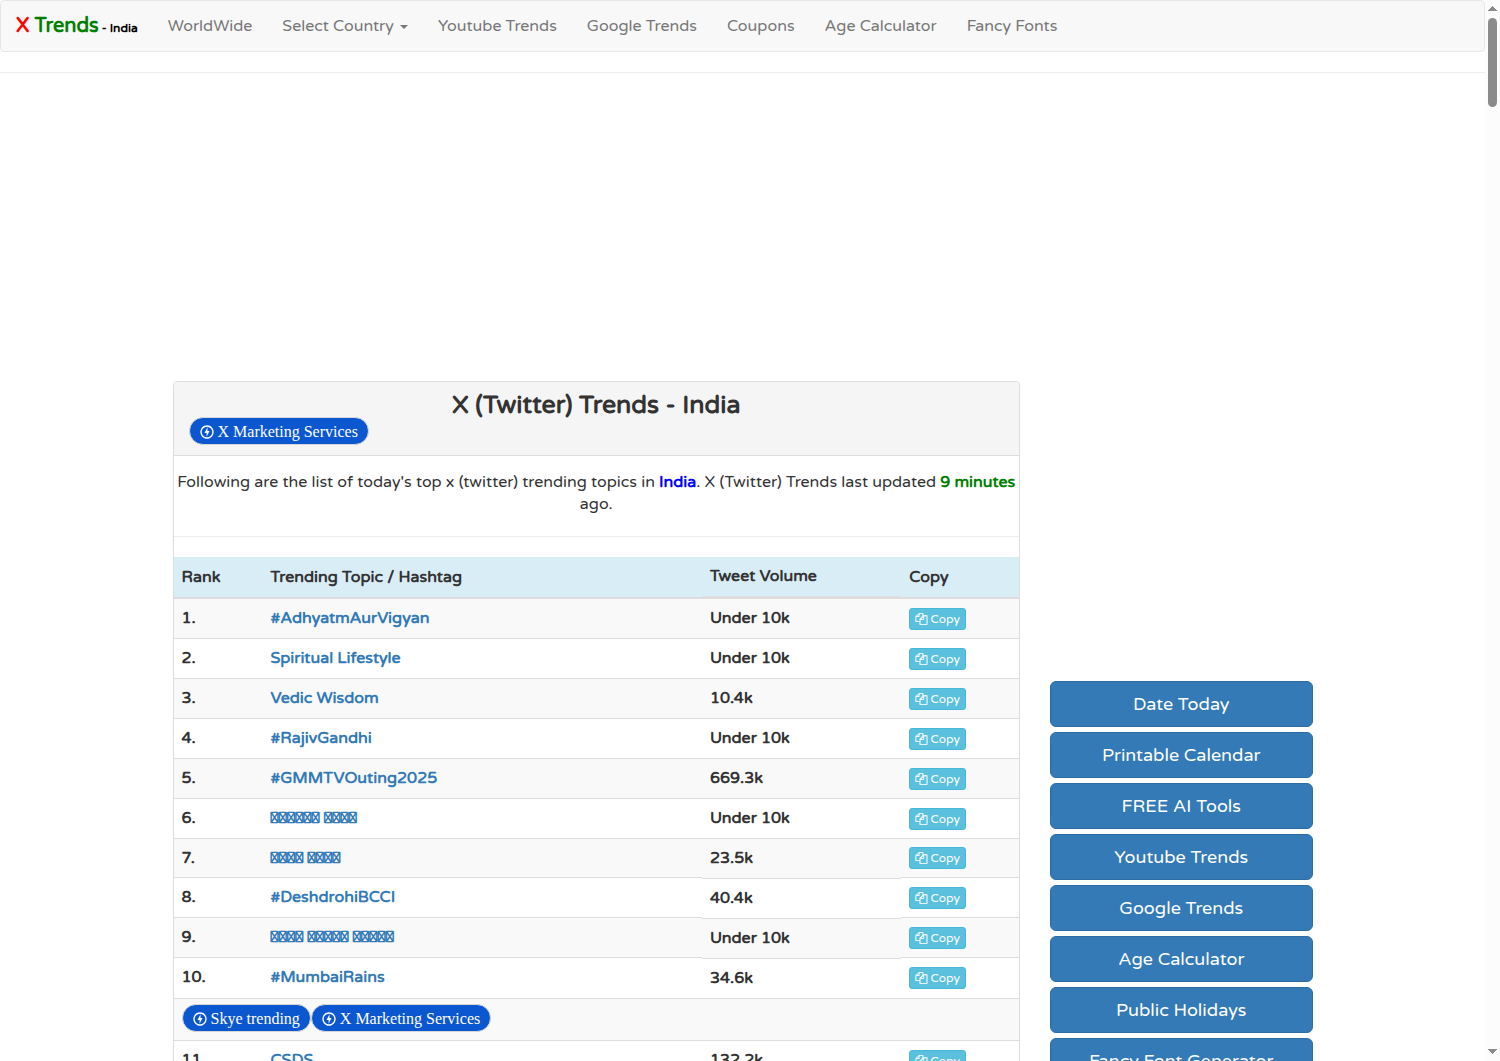 X Trends - India WorldWide Select Country Youtube Trends Google Trends Coupons Age Calculator Fancy Fonts
X (Twitter) Trends - India
X Marketing Services
Following are the list of today's top x (twitter) trending topics in India. X (Twitter) Trends last updated 9 minutes
ago.
Rank Trending Topic / Hashtag Tweet Volume Copy
1. #AdhyatmAurVigyan Under 10k Copy
2. Spiritual Lifestyle Under 10k Copy
3. Vedic Wisdom 10.4k Copy
4. #RajivGandhi Under 10k Copy
5. #GMMTVOuting2025 669.3k Copy
6. Under 10k Copy
7. 23.5k Copy
8. #DeshdrohiBCCI 40.4k Copy
9. Under 10k Copy
10. #MumbaiRains 34.6k Copy
Skye trending X Marketing Services
11. CSDS 132.2k Copy
Date Today
Printable Calendar
FREE AI Tools
Youtube Trends
Google Trends
Age Calculator
Public Holidays
Fancy Font Generator